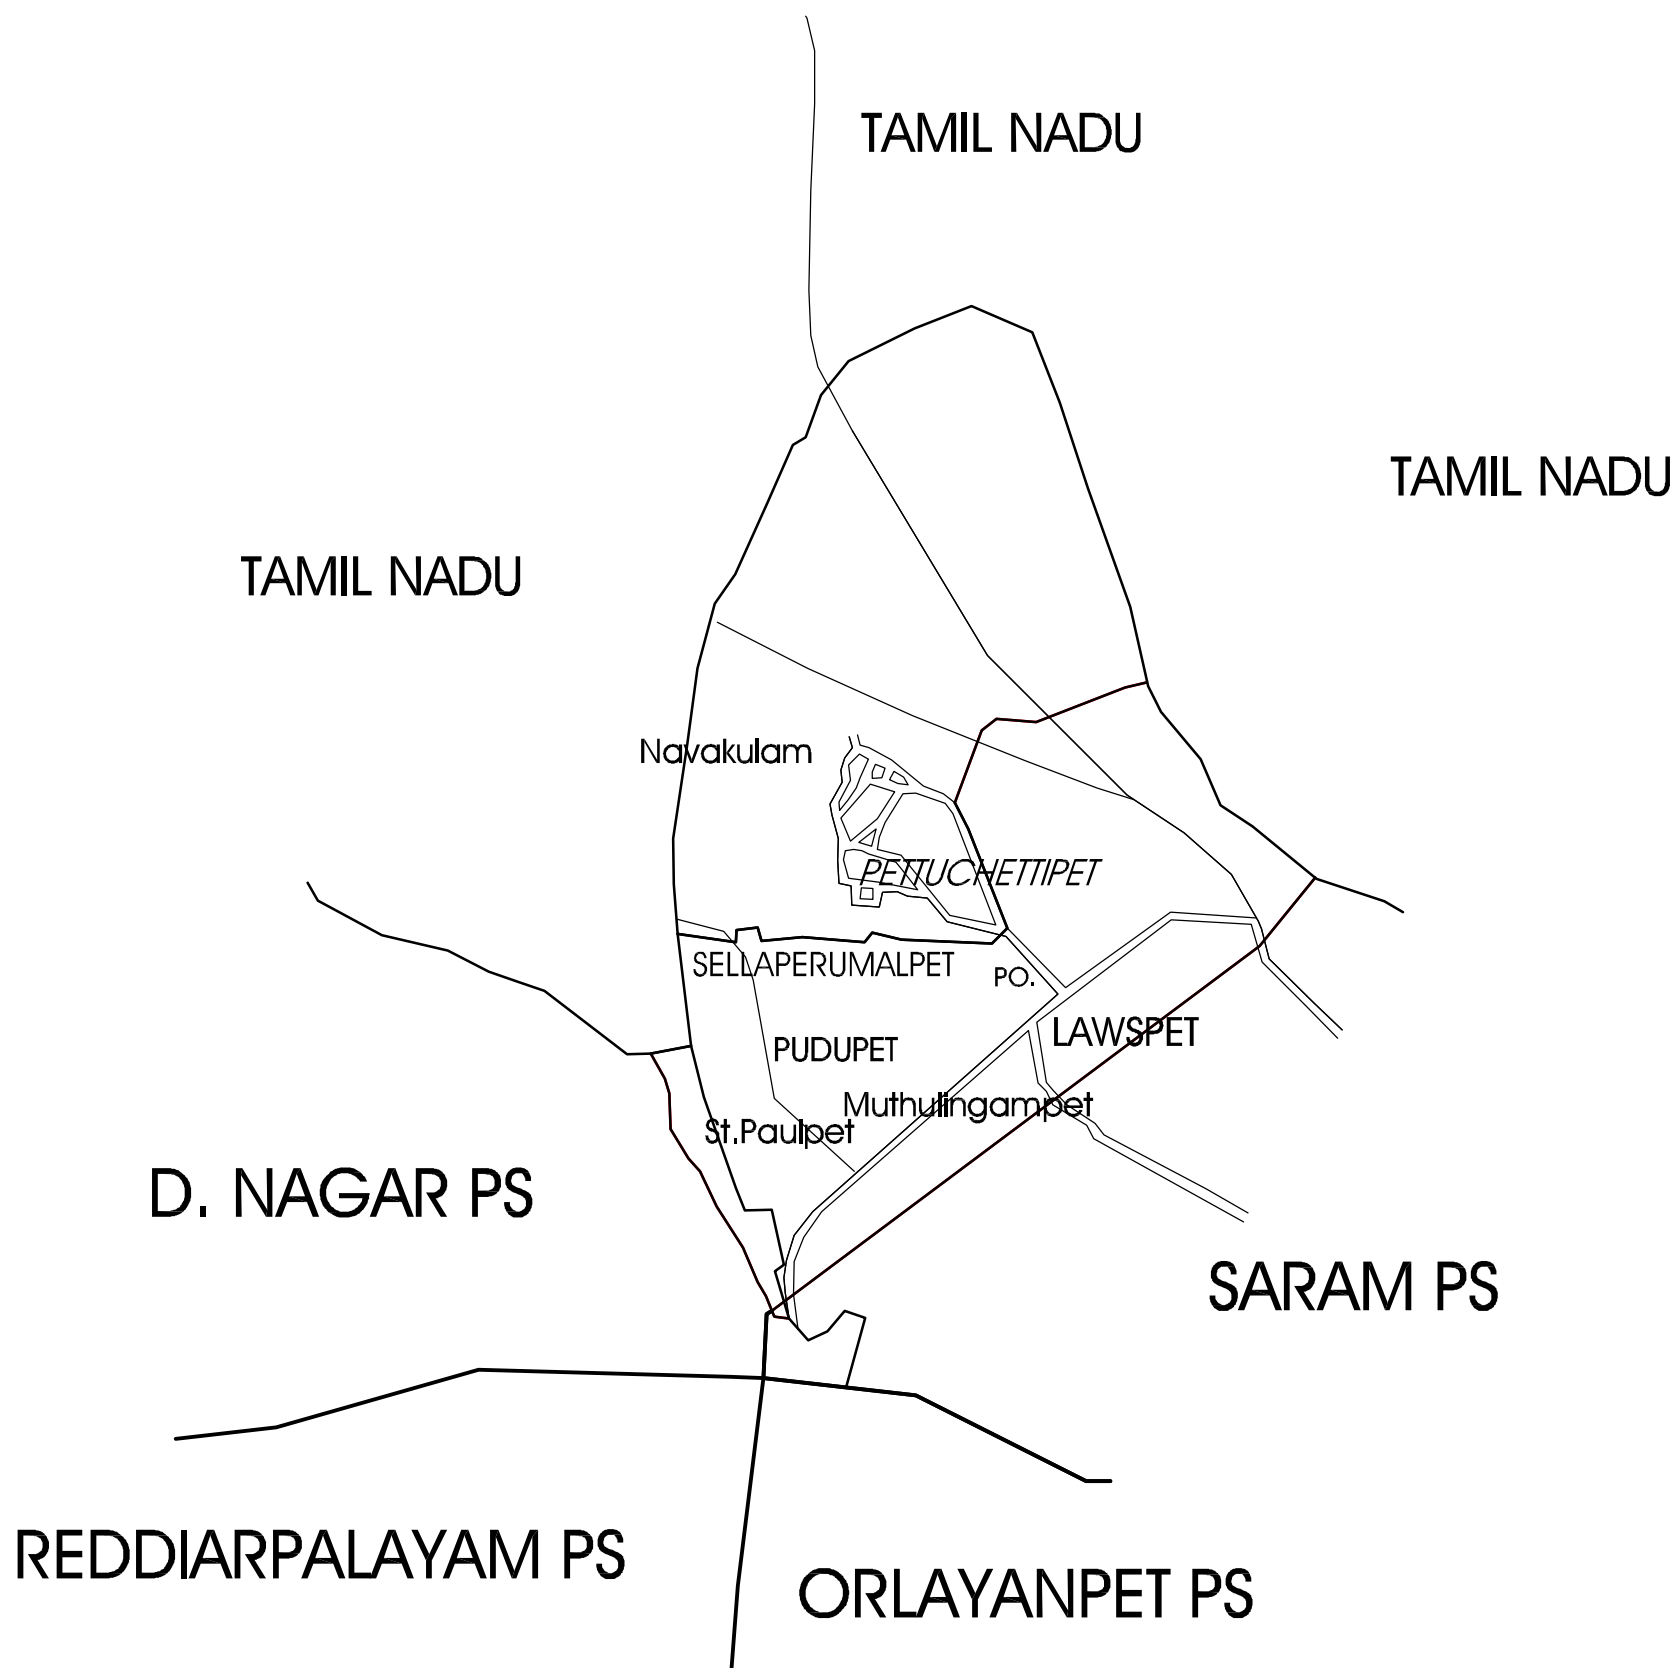 TAMIL NADU
TAMIL NADU
TAMIL NADU
Navakulam
PETTUCHETTIPET
SELLAPERUMALPET
PO.
LAWSPET
PUDUPET
Muthulingampet
St.Paulpet
D. NAGAR PS
SARAM PS
REDDIARPALAYAM PS
ORLAYANPET PS